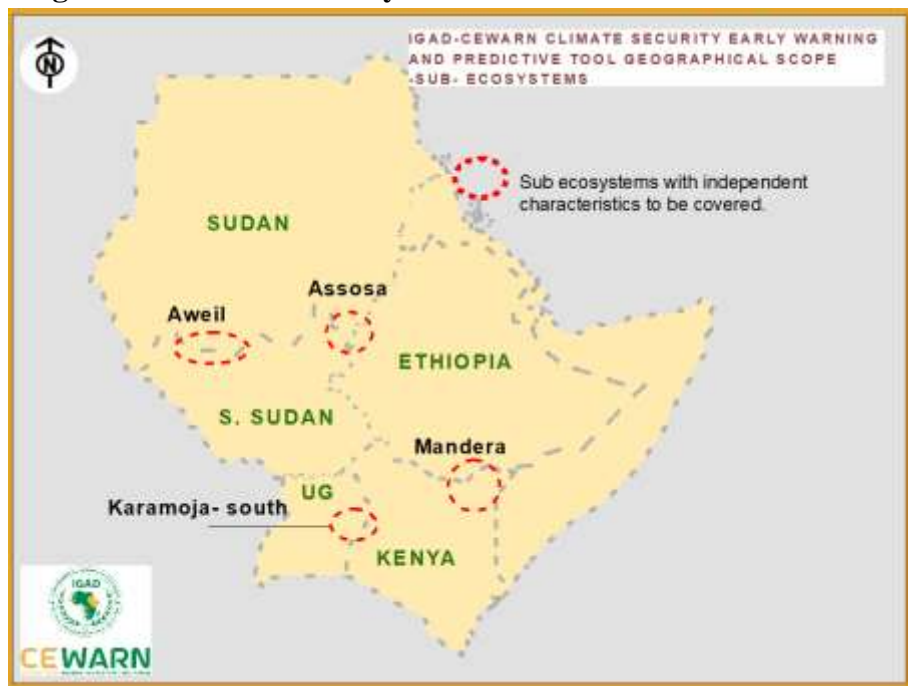 IGAD-CEWARN CLIMATE SECURITY EARLY WARNING
AND PREDICTIVE TOOL GEOGRAPHICAL SCOPE
-SUB- ECOSYSTEMS
N
Sub ecosystems with independent
characteristics to be covered.
SUDAN
Assosa
Aweil
ETHIOPIA
S. SUDAN
Mandera
UG
Karamoja- south
KENYA
IGAD
CEWARN